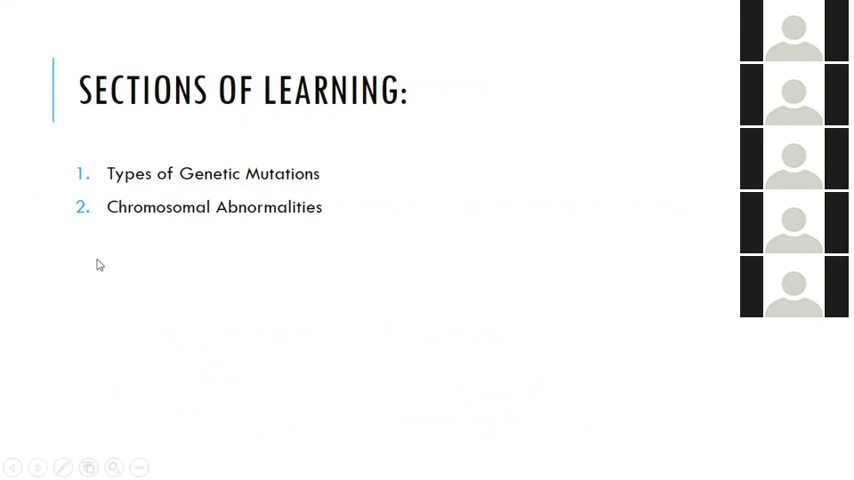 SECTIONS OF LEARNING:
1. Types of Genetic Mutations
2. Chromosomal Abnormalities